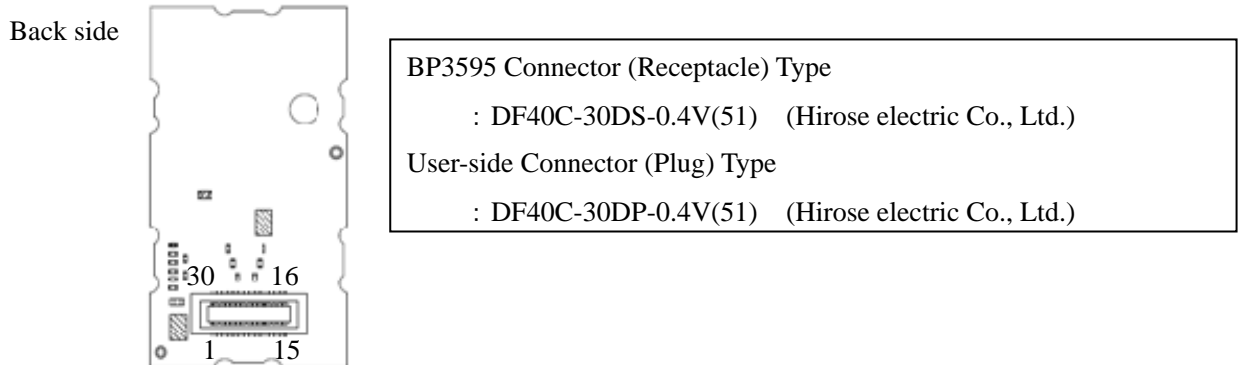 Back side
BP3595 Connector (Receptacle) Type
: DF40C-30DS-0.4V(51) (Hirose electric Co., Ltd.)
User-side Connector (Plug) Type
: DF40C-30DP-0.4V(51) (Hirose electric Co., Ltd.)
30 16
1 15